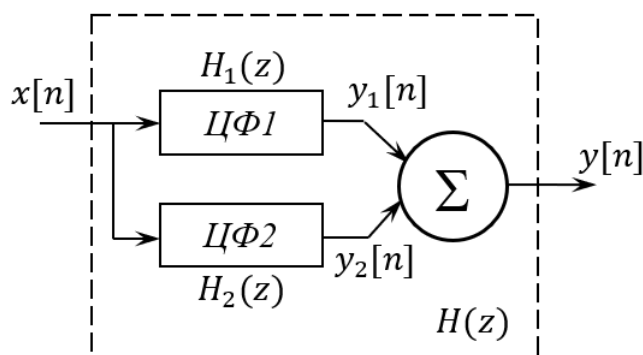 H₁(z)
x[n]
ЦФ1
y₁[n]
Σ
y[n]
ЦФ2
y₂[n]
H₂(z)
H(z)